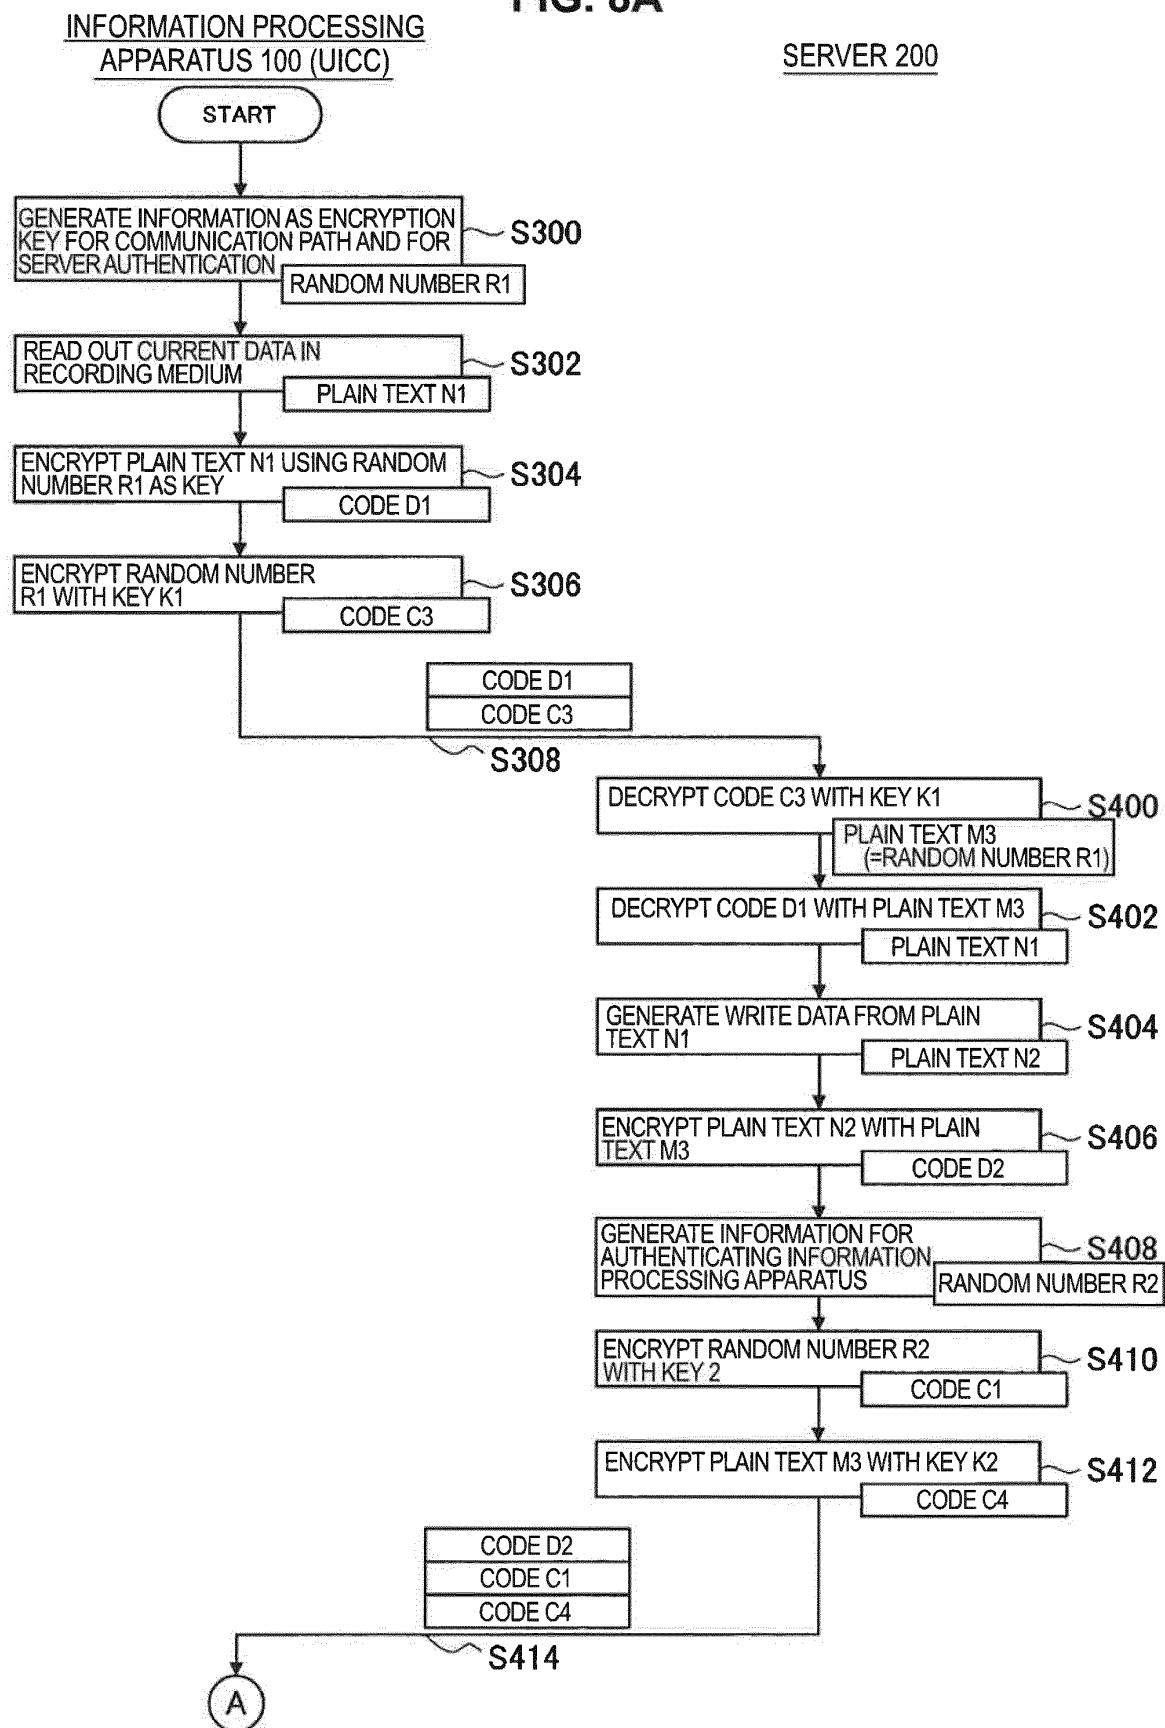 FIG. 8A
INFORMATION PROCESSING
APPARATUS 100 (UICC)
SERVER 200
START
GENERATE INFORMATION AS ENCRYPTION
KEY FOR COMMUNICATION PATH AND FOR
SERVER AUTHENTICATION
S300
RANDOM NUMBER R1
READ OUT CURRENT DATA IN
RECORDING MEDIUM
S302
PLAIN TEXT N1
ENCRYPT PLAIN TEXT N1 USING RANDOM
NUMBER R1 AS KEY
S304
CODE D1
ENCRYPT RANDOM NUMBER
R1 WITH KEY K1
S306
CODE C3
CODE D1
CODE C3
S308
DECRYPT CODE C3 WITH KEY K1
S400
PLAIN TEXT M3
(=RANDOM NUMBER R1)
DECRYPT CODE D1 WITH PLAIN TEXT M3
S402
PLAIN TEXT N1
GENERATE WRITE DATA FROM PLAIN
TEXT N1
S404
PLAIN TEXT N2
ENCRYPT PLAIN TEXT N2 WITH PLAIN
TEXT M3
S406
CODE D2
GENERATE INFORMATION FOR
AUTHENTICATING INFORMATION
PROCESSING APPARATUS
S408
RANDOM NUMBER R2
ENCRYPT RANDOM NUMBER R2
WITH KEY 2
S410
CODE C1
ENCRYPT PLAIN TEXT M3 WITH KEY K2
S412
CODE C4
CODE D2
CODE C1
CODE C4
S414
A